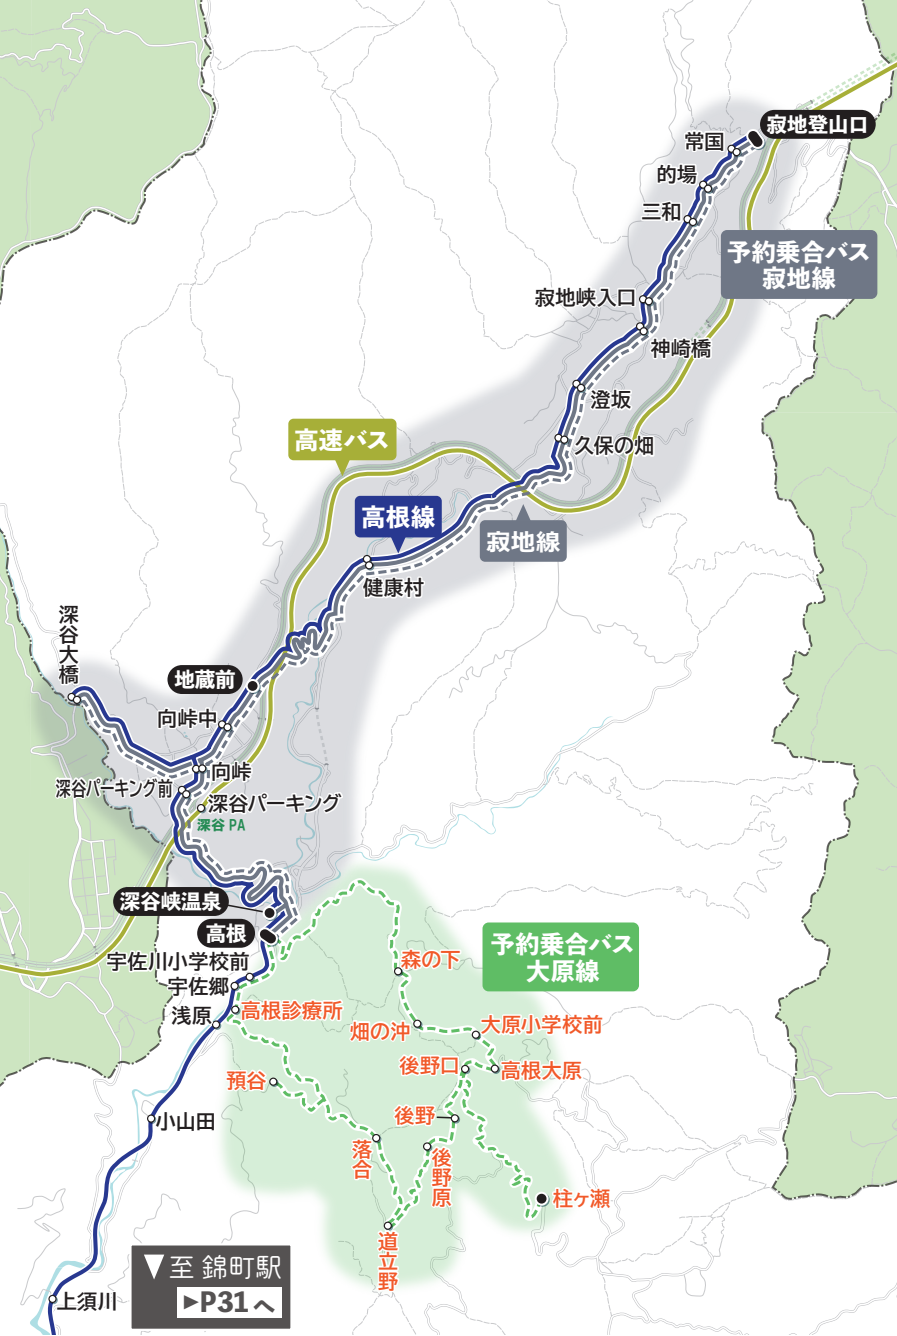 寂地登山口
常国
的場
三和
予約乗合バス
寂地線
寂地峡入口
神崎橋
澄坂
久保の畑
高速バス
高根線
寂地線
健康村
深谷大橋
地蔵前
向峠中
向峠
深谷パーキング前
深谷パーキング
深谷 PA
深谷峡温泉
高根
予約乗合バス
大原線
宇佐川小学校前
宇佐郷
森の下
高根診療所
浅原
畑の沖
大原小学校前
後野口
高根大原
預谷
後野
小山田
落合
後野原
柱ヶ瀬
道立野
▼至 錦町駅
►P31へ
上須川